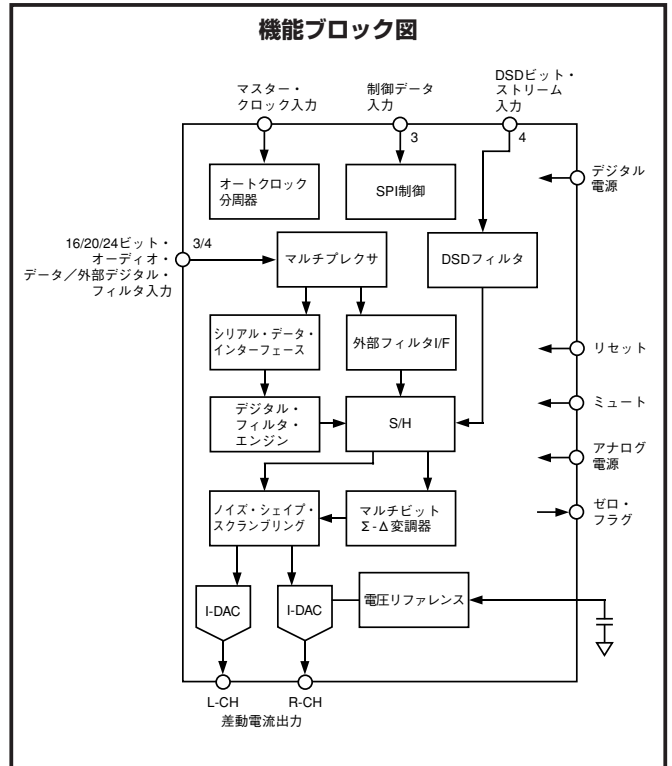 機能ブロック図
マスター・
クロック入力
制御データ
入力
DSDビット・
ストリーム
入力
3
4
オートクロック
分周器
SPI制御
デジタル
電源
16/20/24ビット・
オーディオ・
データ／外部デジタル・
フィルタ入力
3/4
マルチプレクサ
DSDフィルタ
シリアル・データ・
インターフェース
外部フィルタI/F
リセット
デジタル・
フィルタ・
エンジン
S/H
ミュート
アナログ
電源
ノイズ・シェイプ・
スクランブリング
マルチビット
Σ-Δ変調器
ゼロ・
フラグ
I-DAC
I-DAC
電圧リファレンス
L-CH
R-CH
差動電流出力